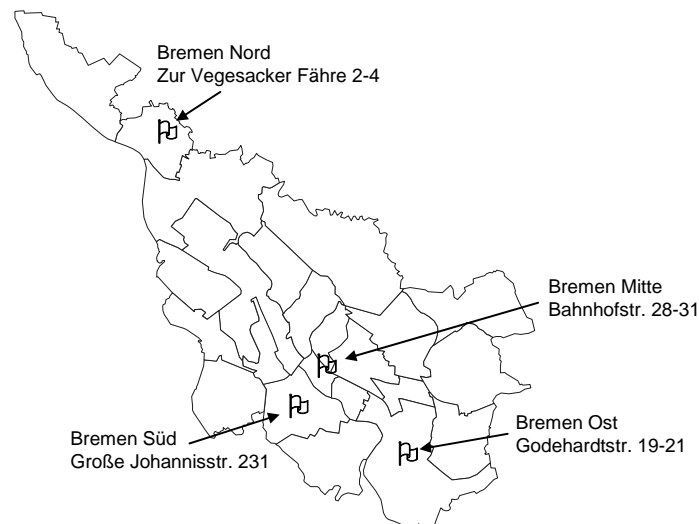 Bremen Nord
Zur Vegesacker Fähre 2-4
Bremen Mitte
Bahnhofstr. 28-31
Bremen Süd
Große Johannisstr. 231
Bremen Ost
Godehardtstr. 19-21